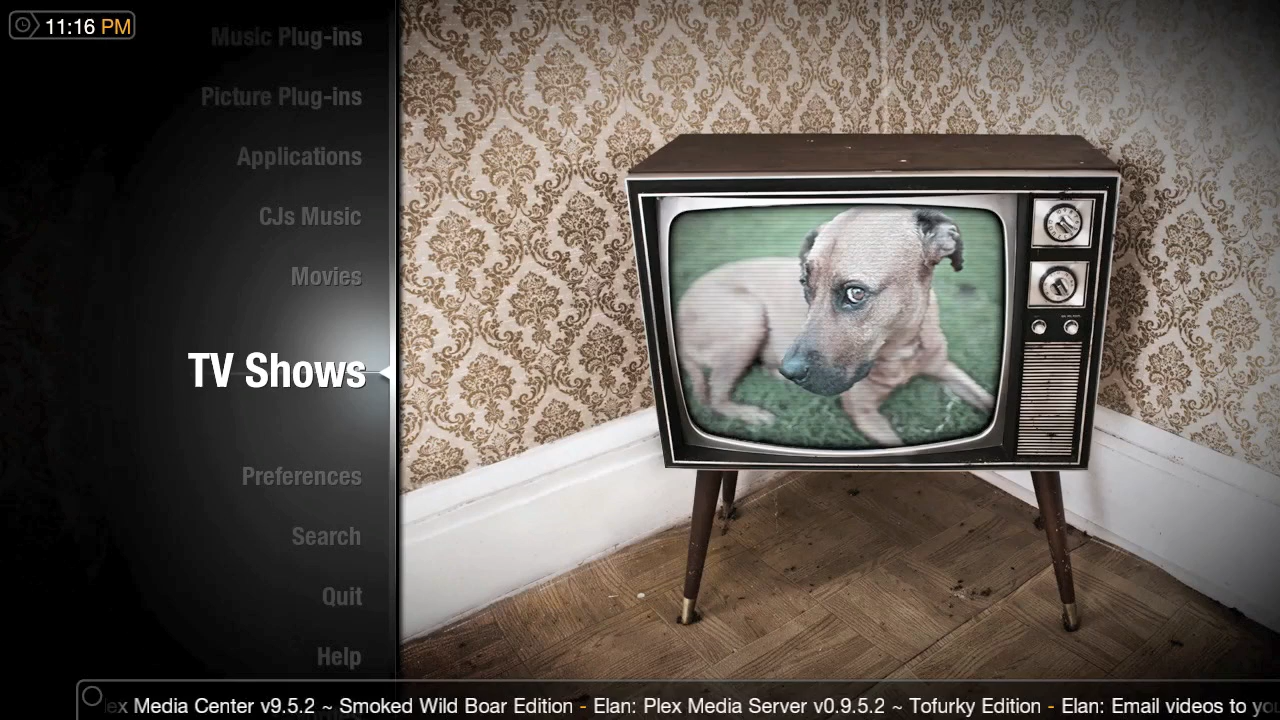 11:16 PM
Music Plug-ins
Picture Plug-ins
Applications
CJs Music
Movies
TV Shows
Preferences
Search
Quit
Help
ex Media Center v9.5.2 ~ Smoked Wild Boar Edition - Elan: Plex Media Server v0.9.5.2 ~ Tofurky Edition - Elan: Email videos to yo